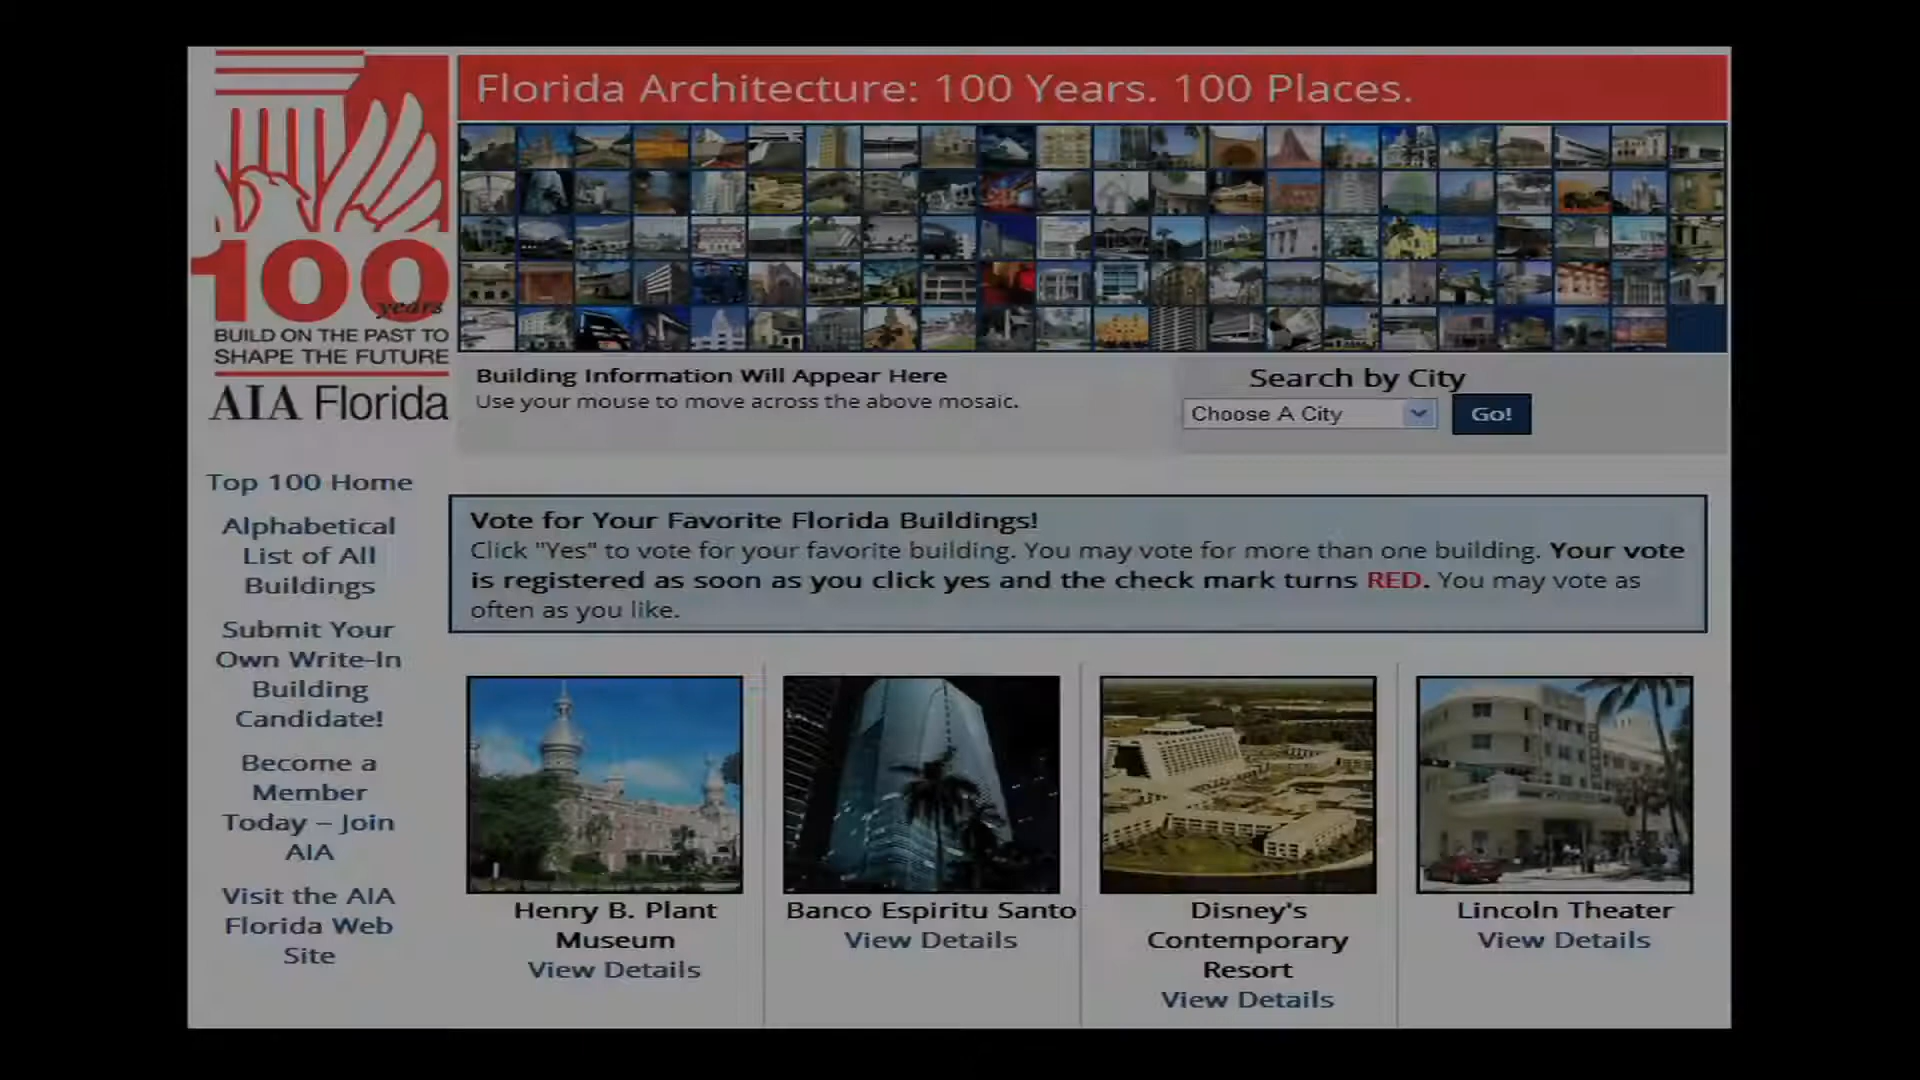 Florida Architecture: 100 Years. 100 Places.
100
years
BUILD ON THE PAST TO
SHAPE THE FUTURE
AIA Florida
Building Information Will Appear Here
Use your mouse to move across the above mosaic.
Search by City
Choose A City
Go!
Top 100 Home
Alphabetical
List of All
Buildings
Submit Your
Own Write-In
Building
Candidate!
Become a
Member
Today – Join
AIA
Visit the AIA
Florida Web
Site
Vote for Your Favorite Florida Buildings!
Click "Yes" to vote for your favorite building. You may vote for more than one building. Your vote
is registered as soon as you click yes and the check mark turns RED. You may vote as
often as you like.
Henry B. Plant
Museum
View Details
Banco Espiritu Santo
View Details
Disney's
Contemporary
Resort
View Details
Lincoln Theater
View Details